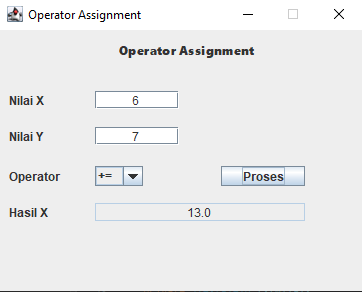 Operator Assignment
Operator Assignment
Nilai X 6
Nilai Y 7
Operator += Proses
Hasil X 13.0